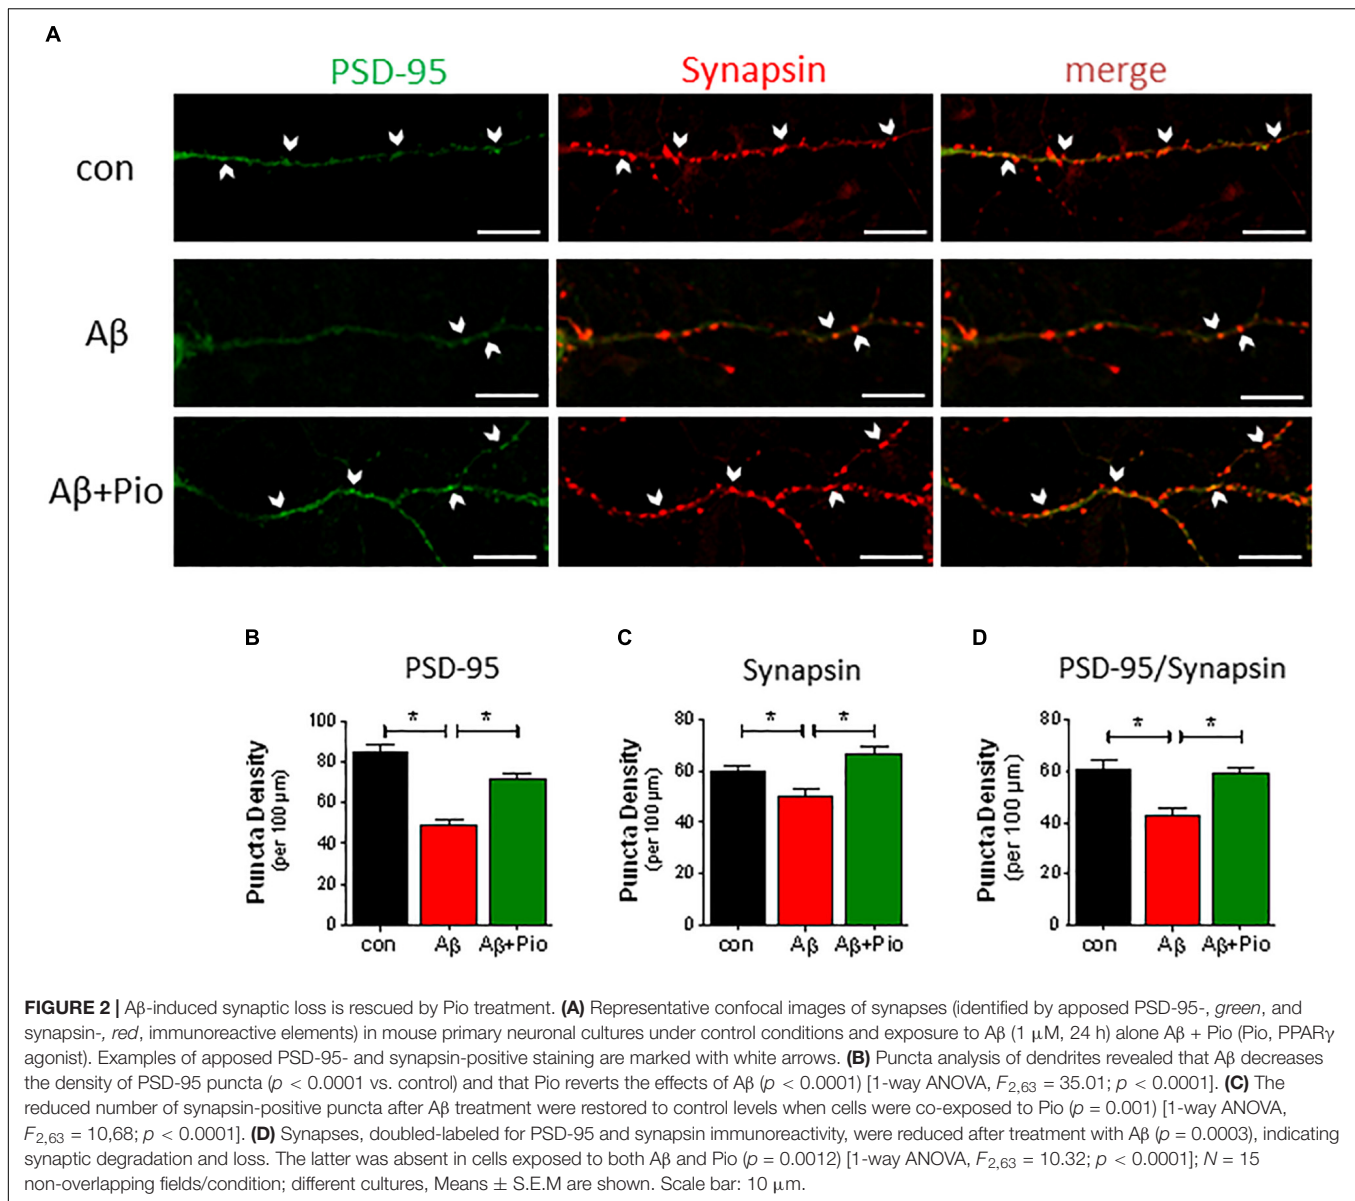 A
PSD-95 Synapsin merge
con
Aβ
Aβ+Pio
B C D
PSD-95 Synapsin PSD-95/Synapsin
Puncta Density
(per 100 µm)
100
80
60
40
20
0
* *
con Aβ Aβ+Pio
Puncta Density
(per 100 µm)
80
60
40
20
0
* *
con Aβ Aβ+Pio
Puncta Density
(per 100 µm)
80
60
40
20
0
* *
con Aβ Aβ+Pio
FIGURE 2 | Aβ-induced synaptic loss is rescued by Pio treatment. (A) Representative confocal images of synapses (identified by apposed PSD-95-, green, and
synapsin-, red, immunoreactive elements) in mouse primary neuronal cultures under control conditions and exposure to Aβ (1 µM, 24 h) alone Aβ + Pio (Pio, PPARγ
agonist). Examples of apposed PSD-95- and synapsin-positive staining are marked with white arrows. (B) Puncta analysis of dendrites revealed that Aβ decreases
the density of PSD-95 puncta (p < 0.0001 vs. control) and that Pio reverts the effects of Aβ (p < 0.0001) [1-way ANOVA, F2,63 = 35.01; p < 0.0001]. (C) The
reduced number of synapsin-positive puncta after Aβ treatment were restored to control levels when cells were co-exposed to Pio (p = 0.001) [1-way ANOVA,
F2,63 = 10,68; p < 0.0001]. (D) Synapses, doubled-labeled for PSD-95 and synapsin immunoreactivity, were reduced after treatment with Aβ (p = 0.0003), indicating
synaptic degradation and loss. The latter was absent in cells exposed to both Aβ and Pio (p = 0.0012) [1-way ANOVA, F2,63 = 10.32; p < 0.0001]; N = 15
non-overlapping fields/condition; different cultures, Means ± S.E.M are shown. Scale bar: 10 µm.